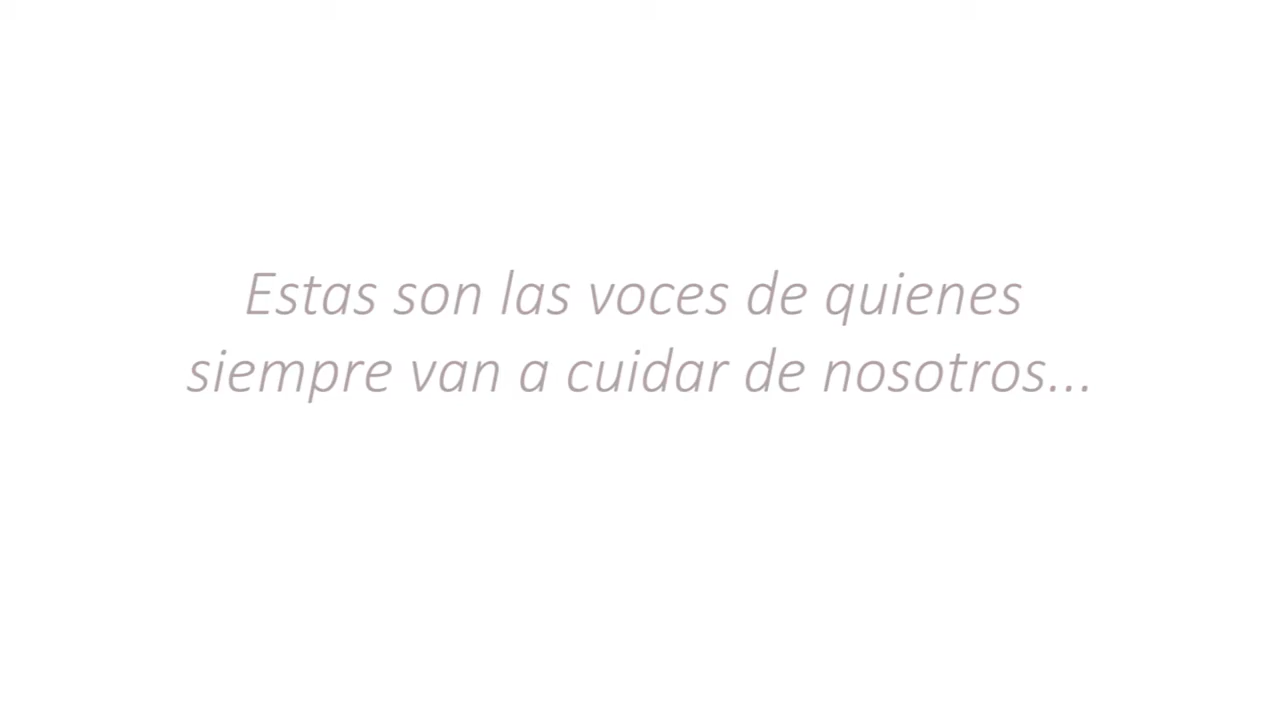 Estas son las voces de quienes
siempre van a cuidar de nosotros...